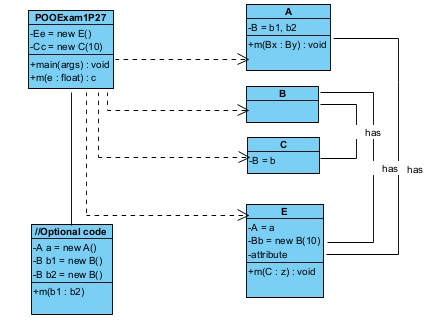 POOExam1P27
-Ee = new E()
-Cc = new C(10)
+main(args) : void
+m(e : float) : c
A
-B = b1, b2
+m(Bx : By) : void
B
C
-B = b
has
has
has
E
-A = a
-Bb = new B(10)
-attribute
+m(C : z) : void
//Optional code
-A a = new A()
-B b1 = new B()
-B b2 = new B()
+m(b1 : b2)